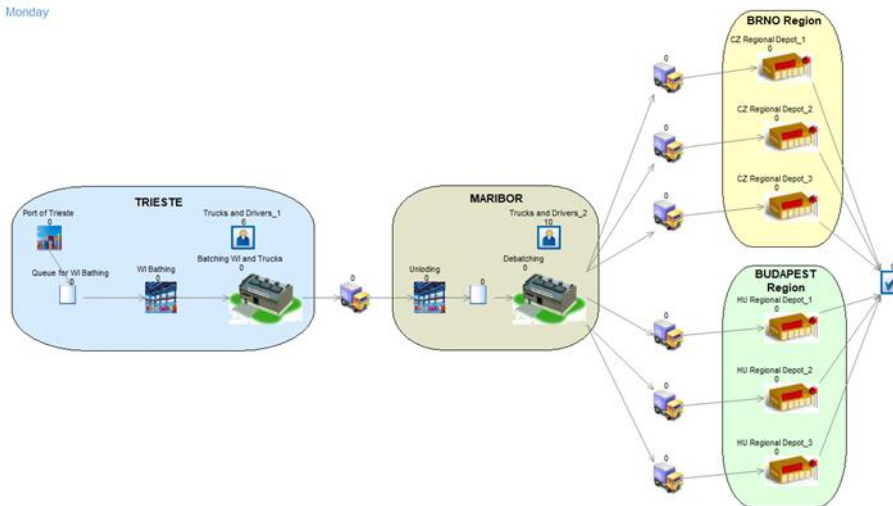 Monday
TRIESTE
Port of Trieste
0
Trucks and Drivers_1
6
Queue for WI Bathing
0
WI Bathing
0
Batching WI and Trucks
0
0
MARIBOR
Trucks and Drivers_2
10
Unloding
0
0
Debatching
0
BRNO Region
0
CZ Regional Depot_1
0
0
CZ Regional Depot_2
0
0
CZ Regional Depot_3
0
BUDAPEST
Region
0
HU Regional Depot_1
0
0
HU Regional Depot_2
0
0
HU Regional Depot_3
0